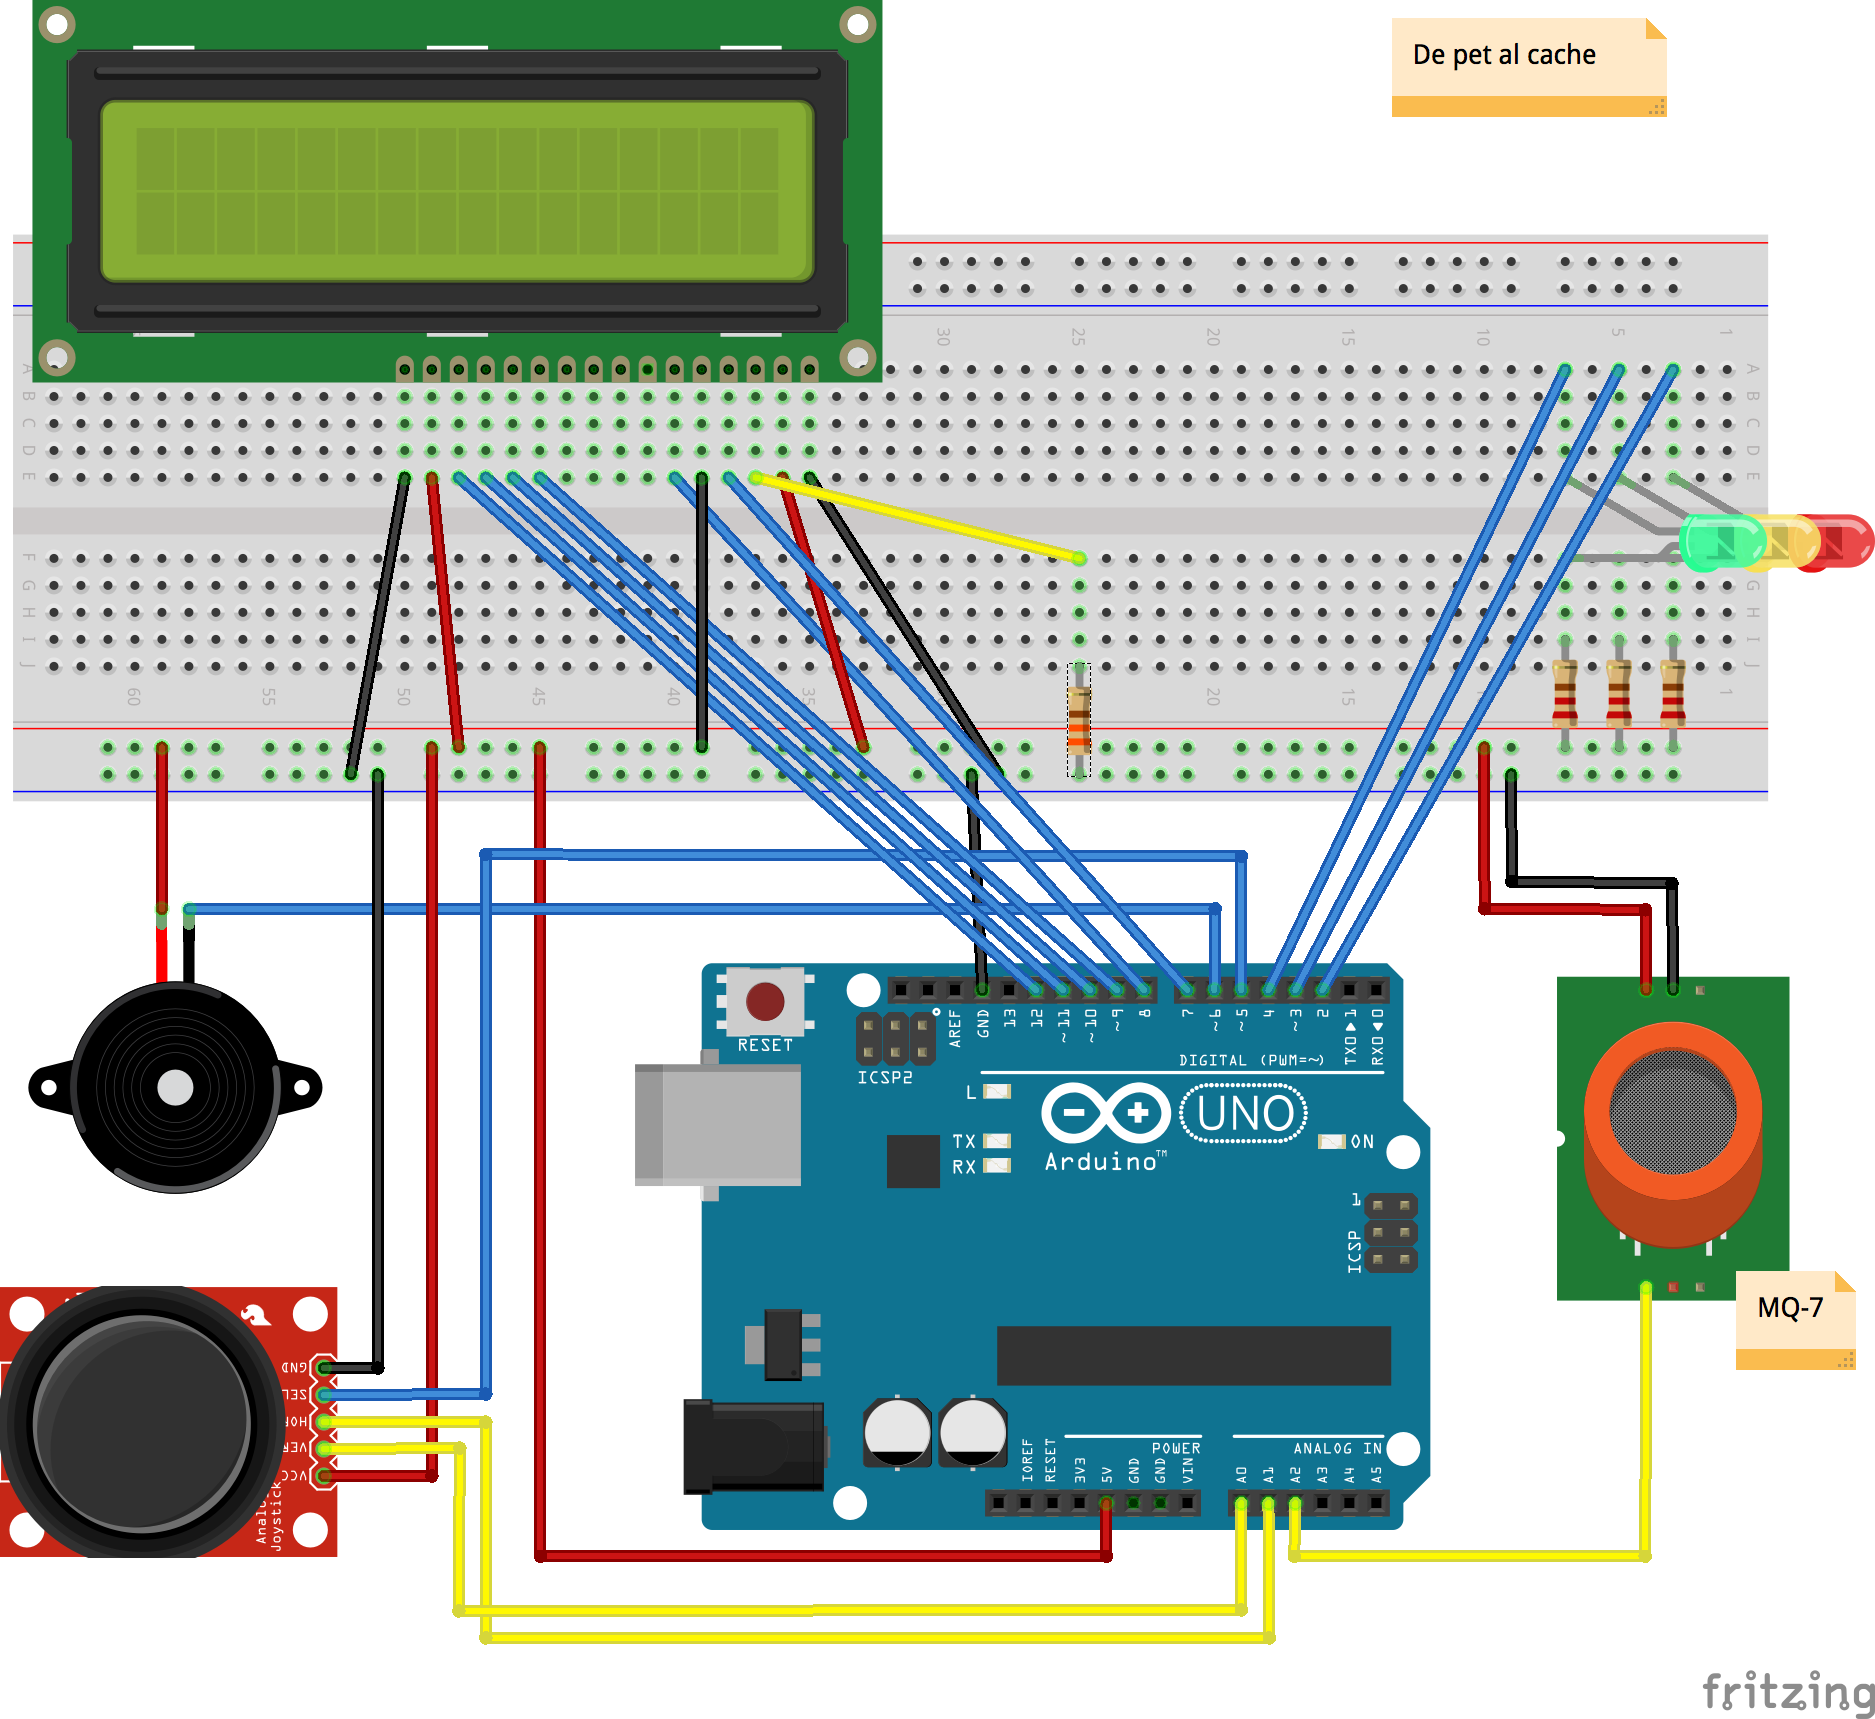 De pet al cache
30 25 20 15 10 5 1
A A
B B
C C
D D
E E
F F
G G
H H
I I
J J
60 55 50 45 40 35 20 15 1
RESET
ICSP2
AREF
GND
13
12
~11
~10
~9
8
7
~6
~5
4
~3
2
TX0 1
RX0 0
DIGITAL (PWM=~)
L
TX
RX
UNO
ON
Arduino™
1
ICSP
MQ-7
GND
SEL
HOR
VER
VCC
Joystick
POWER
ANALOG IN
IOREF
RESET
3V3
5V
GND
GND
VIN
A0
A1
A2
A3
A4
A5
fritzing